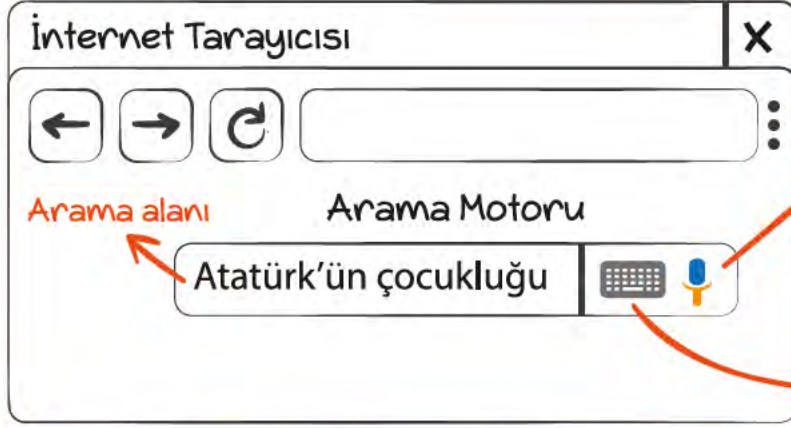 İnternet Tarayıcısı X
Arama alanı
Arama Motoru
Atatürk'ün çocukluğu